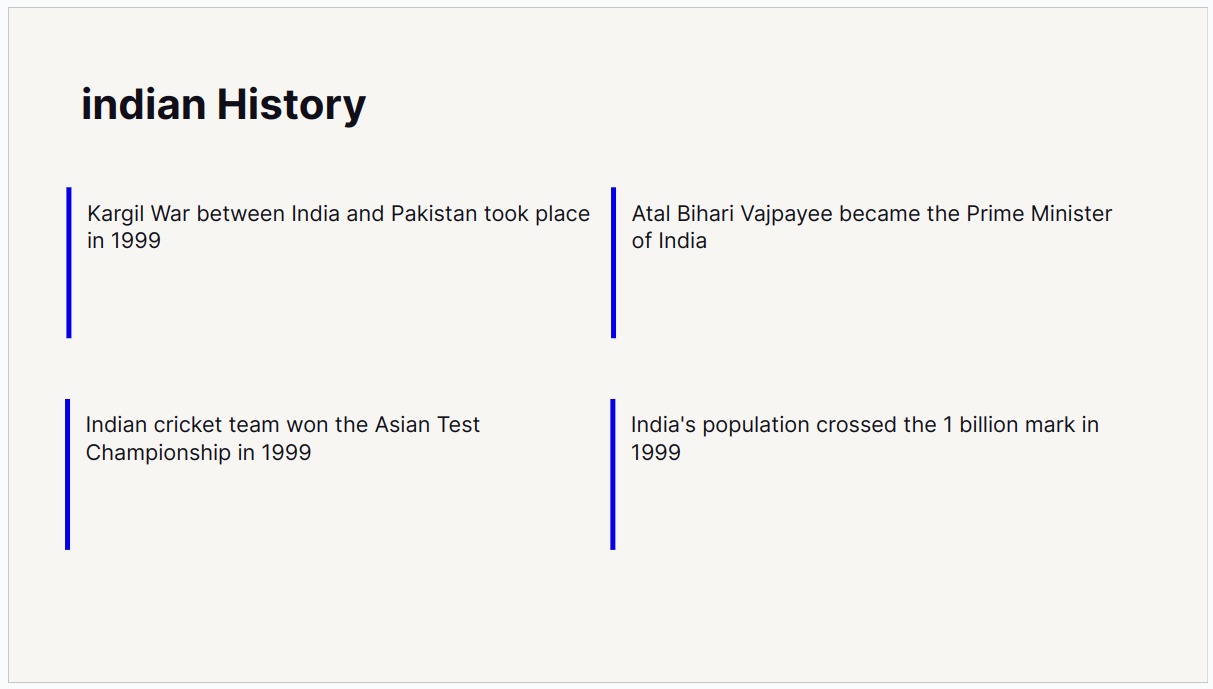 indian History
Kargil War between India and Pakistan took place
in 1999
Atal Bihari Vajpayee became the Prime Minister
of India
Indian cricket team won the Asian Test
Championship in 1999
India's population crossed the 1 billion mark in
1999